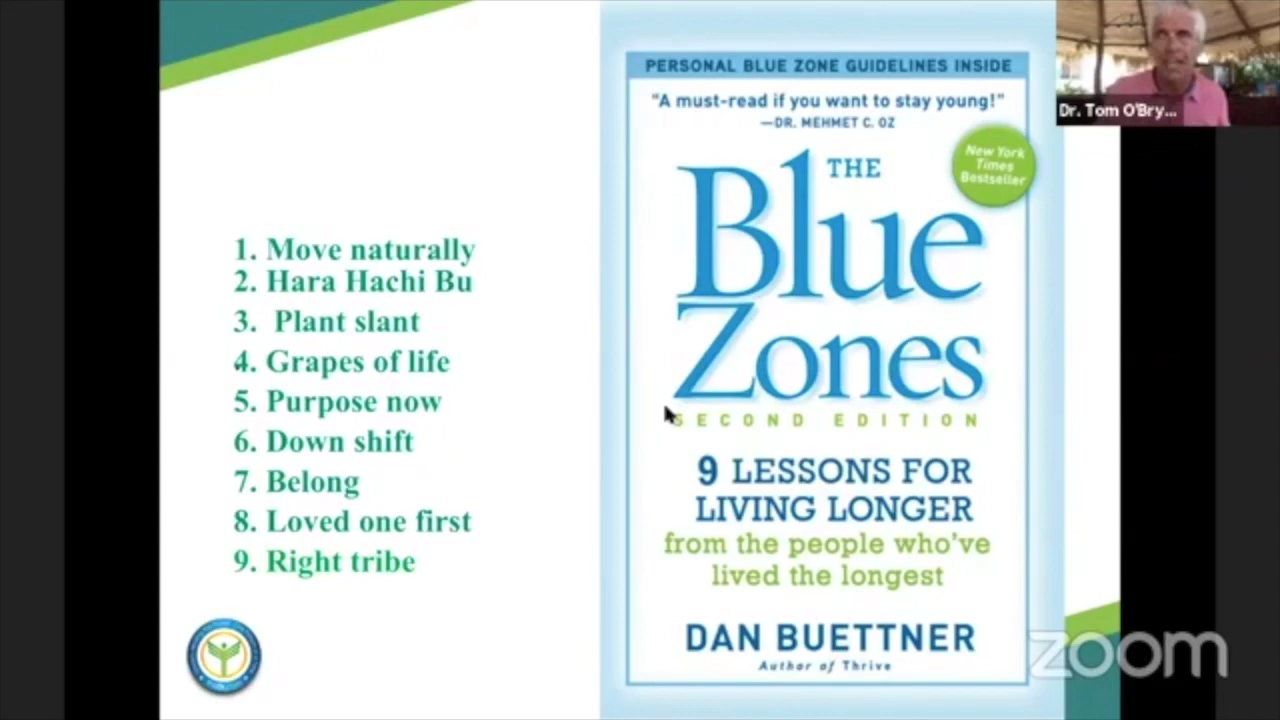 1. Move naturally
2. Hara Hachi Bu
3. Plant slant
4. Grapes of life
5. Purpose now
6. Down shift
7. Belong
8. Loved one first
9. Right tribe
PERSONAL BLUE ZONE GUIDELINES INSIDE
"A must-read if you want to stay young!"
—DR. MEHMET C. OZ
New York
Times
Bestseller
THE
Blue
Zones
SECOND EDITION
9 LESSONS FOR
LIVING LONGER
from the people who've
lived the longest
DAN BUETTNER
Author of Thrive
Dr. Tom O'Bry...
zoom